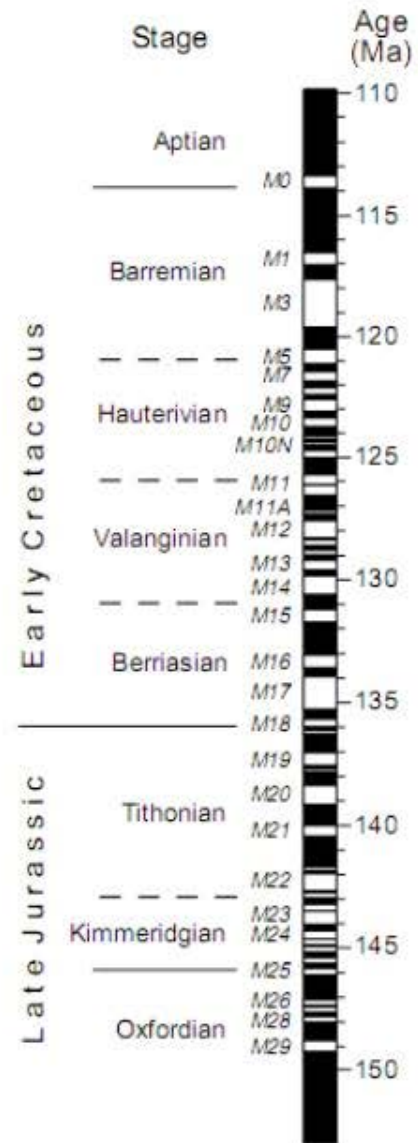 Stage
Age
(Ma)
110
Aptian
M0
115
M1
Barremian
M3
120
M5
M7
M9
Hauterivian
M10
M10N
125
M11
M11A
M12
Valanginian
M13
130
M14
M15
Berriasian
M16
M17
135
M18
Early Cretaceous
M19
M20
Tithonian
140
M21
M22
M23
Kimmeridgian
M24
145
M25
M26
M28
Oxfordian
M29
150
Late Jurassic